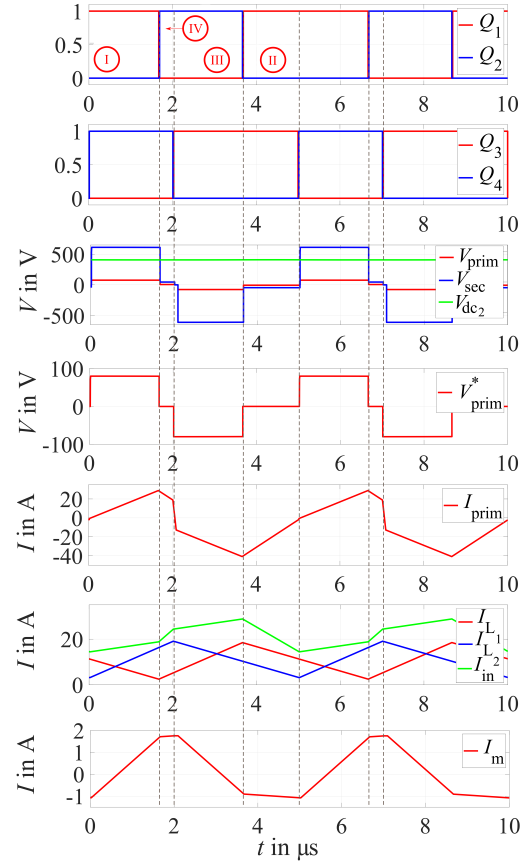 1
0.5
0
I
IV
III
II
Q1
Q2
0 2 4 6 8 10
1
0.5
0
Q3
Q4
0 2 4 6 8 10
V in V
500
0
-500
Vprim
Vsec
Vdc2
0 2 4 6 8 10
V in V
100
0
-100
V*prim
0 2 4 6 8 10
I in A
20
0
-20
-40
Iprim
0 2 4 6 8 10
I in A
20
0
IL1
IL2
Iin
0 2 4 6 8 10
I in A
2
1
0
-1
Im
0 2 4 6 8 10
t in μs